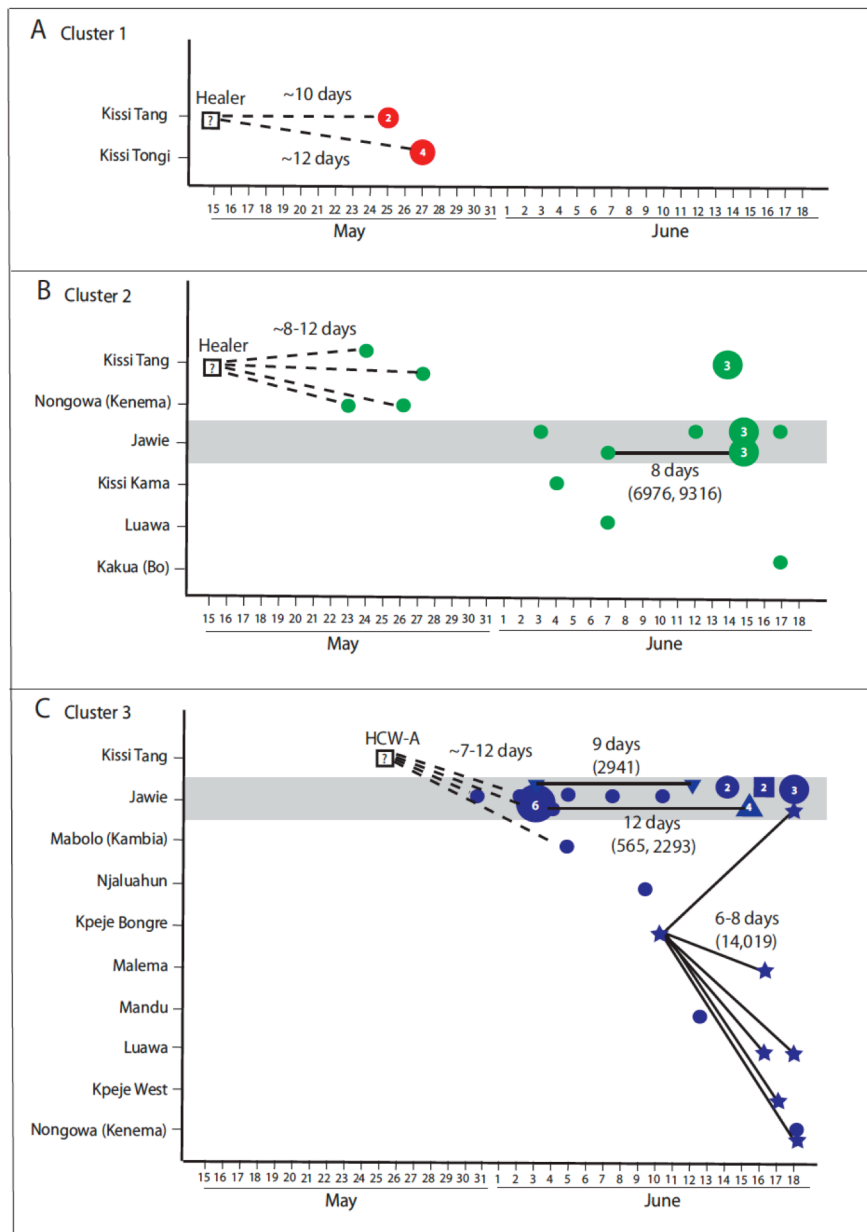 A Cluster 1
Healer
?
~10 days
2
Kissi Tang
4
Kissi Tongi
~12 days
15 16 17 18 19 20 21 22 23 24 25 26 27 28 29 30 31 1 2 3 4 5 6 7 8 9 10 11 12 13 14 15 16 17 18
May June
B Cluster 2
~8-12 days
Healer
?
Kissi Tang
3
Nongowa (Kenema)
3
Jawie
3
8 days
(6976, 9316)
Kissi Kama
Luawa
Kakua (Bo)
15 16 17 18 19 20 21 22 23 24 25 26 27 28 29 30 31 1 2 3 4 5 6 7 8 9 10 11 12 13 14 15 16 17 18
May June
C Cluster 3
HCW-A
?
~7-12 days
9 days
(2941)
Kissi Tang
2 2 3
Jawie
6
4
12 days
(565, 2293)
Mabolo (Kambia)
Njaluahun
Kpeje Bongre
6-8 days
(14,019)
Malema
Mandu
Luawa
Kpeje West
Nongowa (Kenema)
15 16 17 18 19 20 21 22 23 24 25 26 27 28 29 30 31 1 2 3 4 5 6 7 8 9 10 11 12 13 14 15 16 17 18
May June